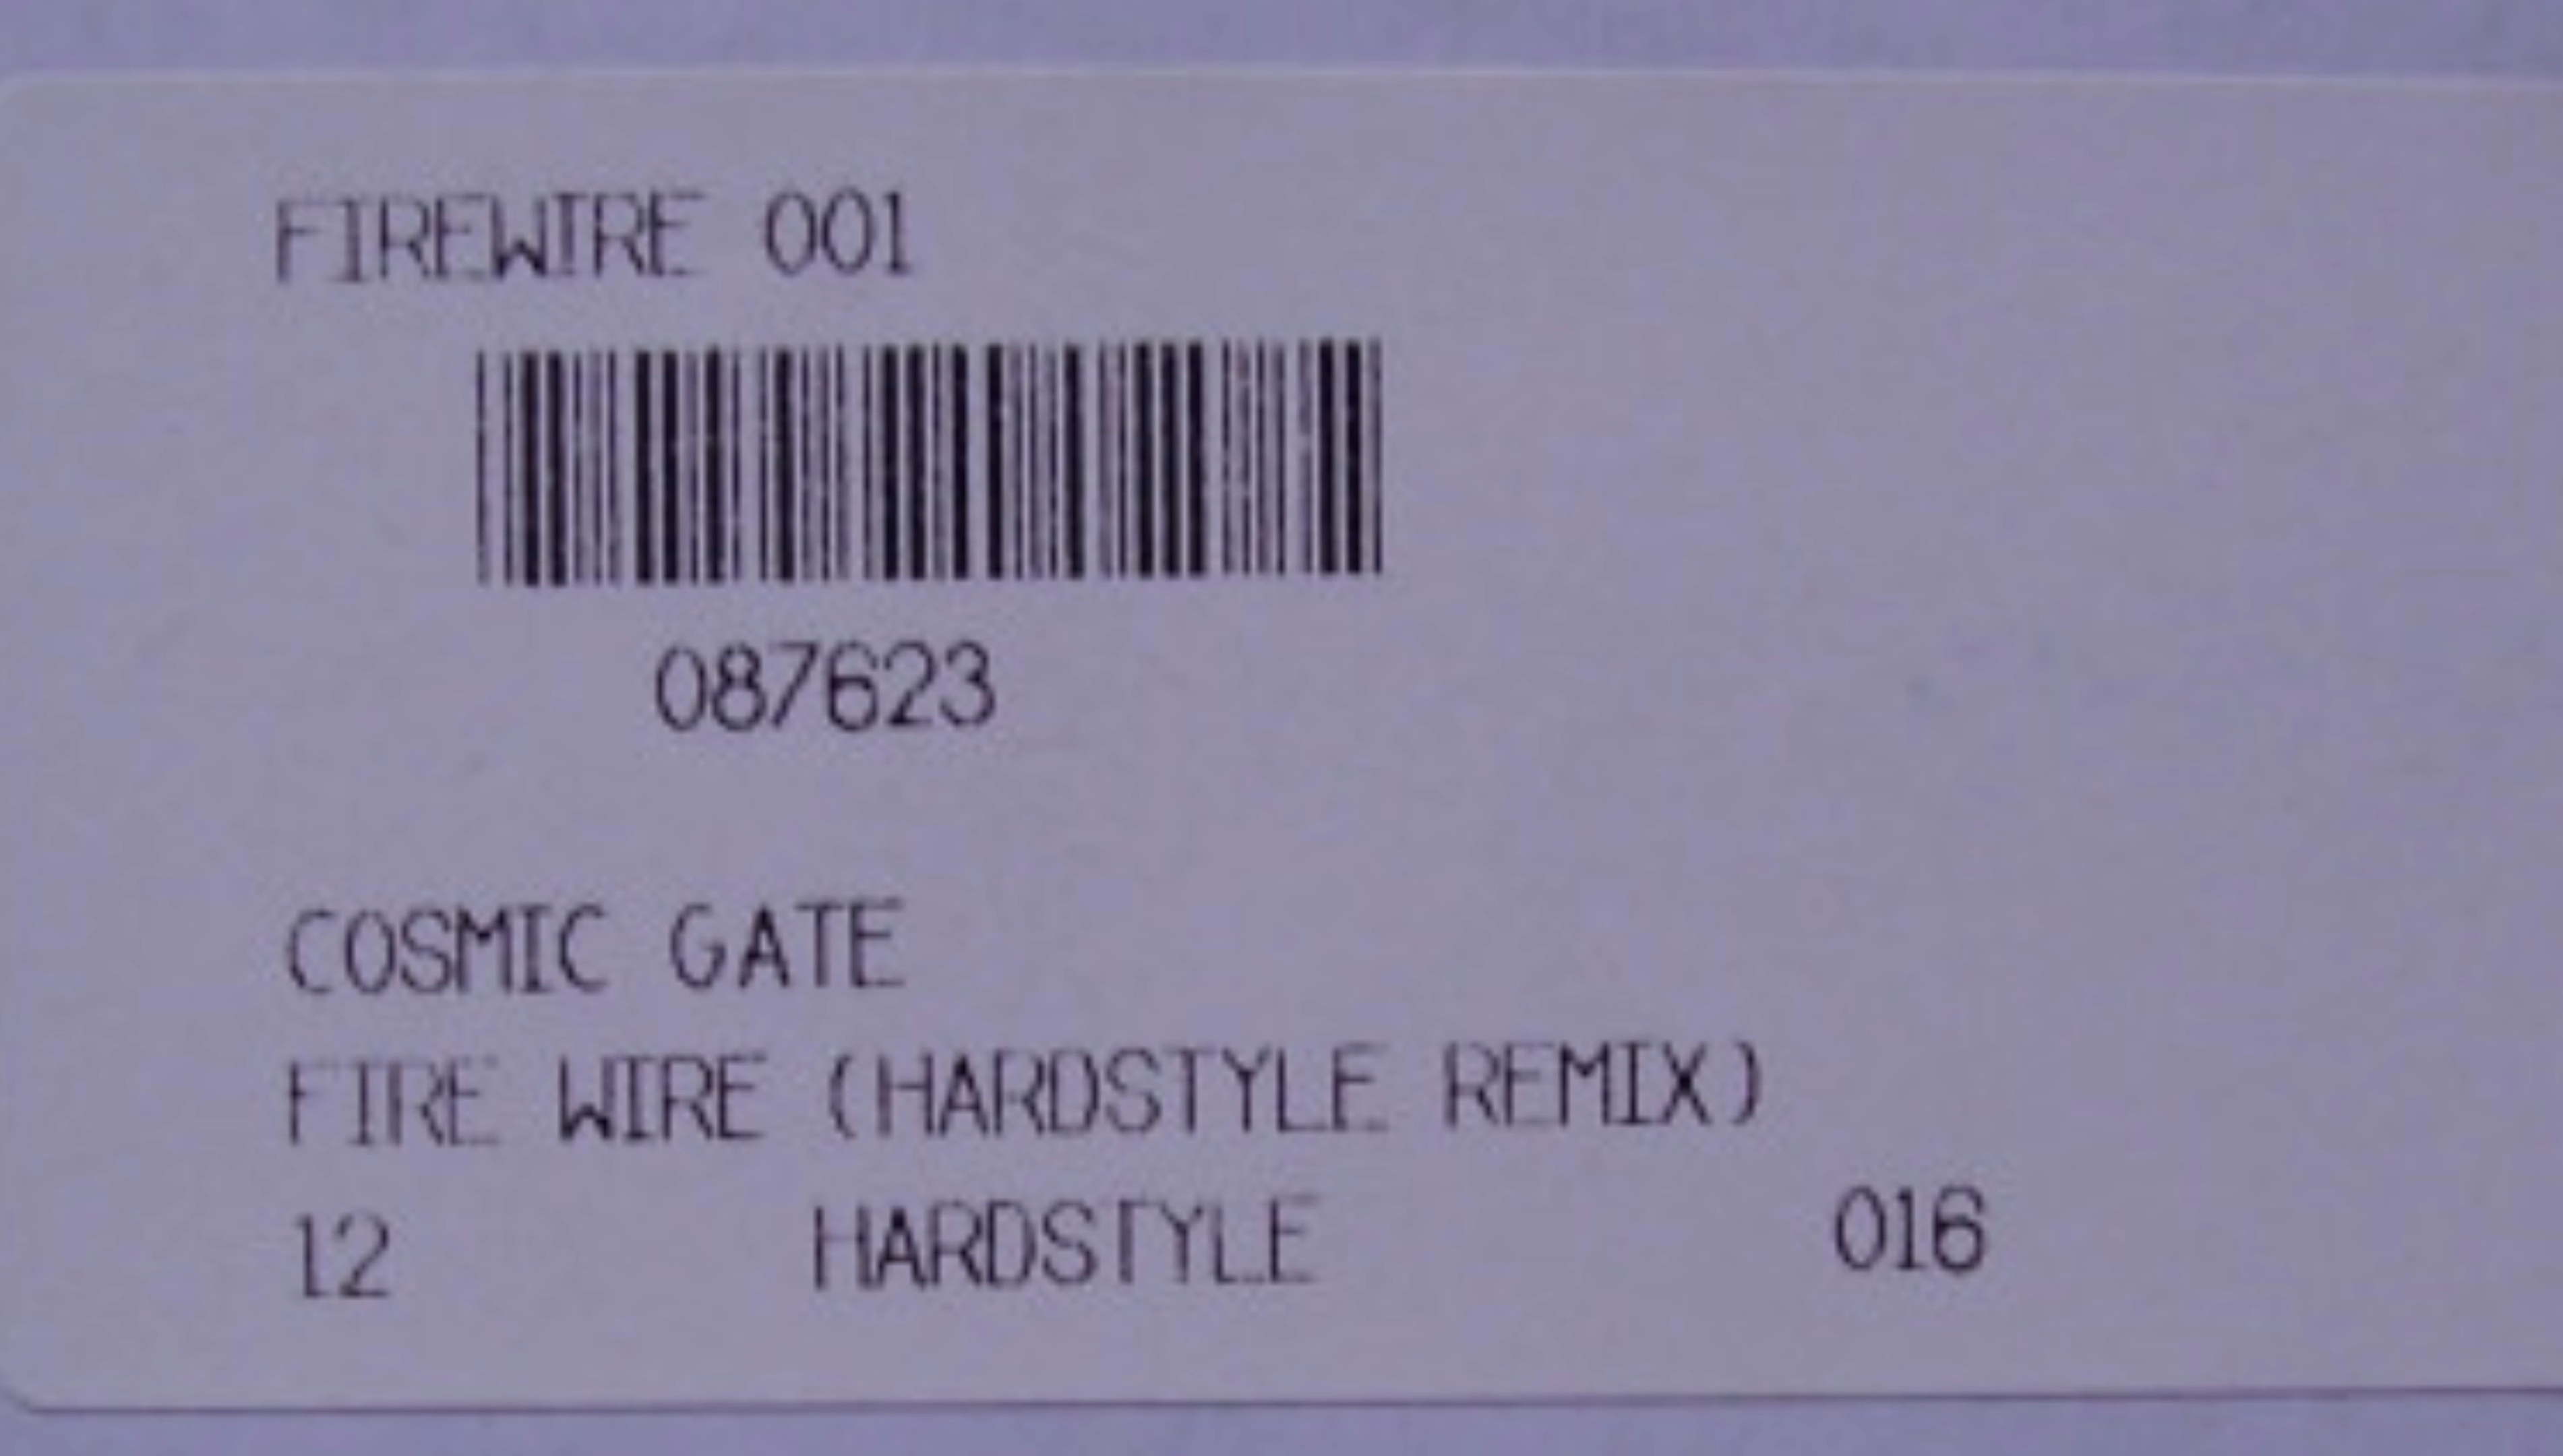 FIREWIRE 001
087623
COSMIC GATE
FIRE WIRE (HARDSTYLE REMIX)
12 HARDSTYLE 016